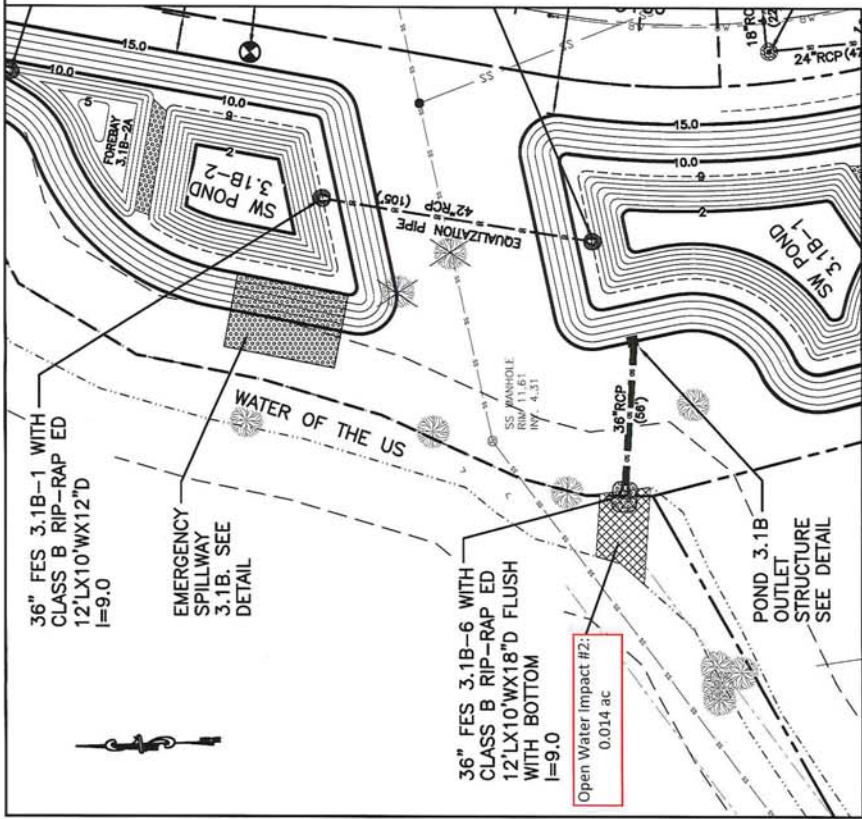 36" FES 3.1B-1 WITH
CLASS B RIP-RAP ED
12'LX10'WX12"D
I=9.0
EMERGENCY
SPILLWAY
3.1B. SEE
DETAIL
WATER OF THE US
15.0
10.0
5
FOREBAY
3.1B-2A
10.0
9
2
SW POND
3.1B-2
SS
18"RCP
24"RCP
42"RCP (105')
EQUALIZATION PIPE
15.0
10.0
9
2
SW POND
3.1B-1
SS MANHOLE
RIM 11.61
INV. 4.31
36"RCP
(56')
36" FES 3.1B-6 WITH
CLASS B RIP-RAP ED
12'LX10'WX18"D FLUSH
WITH BOTTOM
I=9.0
Open Water Impact #2:
0.014 ac
POND 3.1B
OUTLET
STRUCTURE
SEE DETAIL